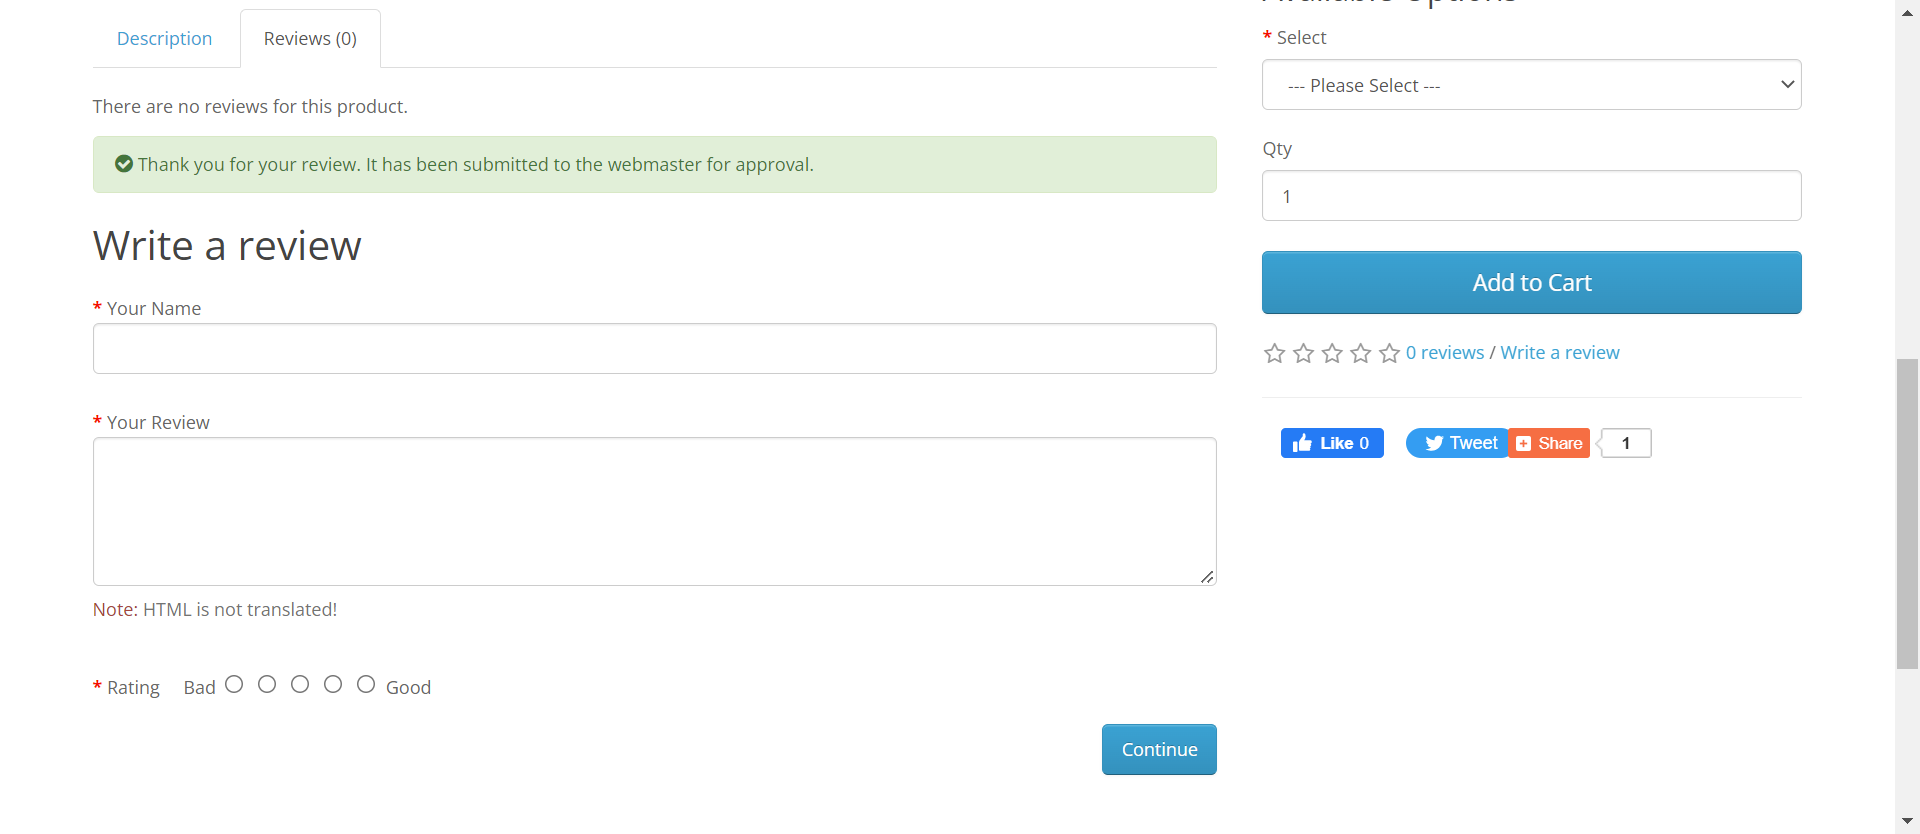 Description
Reviews (0)
There are no reviews for this product.
Thank you for your review. It has been submitted to the webmaster for approval.
Write a review
* Your Name
* Your Review
Note: HTML is not translated!
* Rating Bad Good
Continue
Available Options
* Select
--- Please Select ---
Qty
1
Add to Cart
0 reviews / Write a review
Like 0
Tweet
Share
1